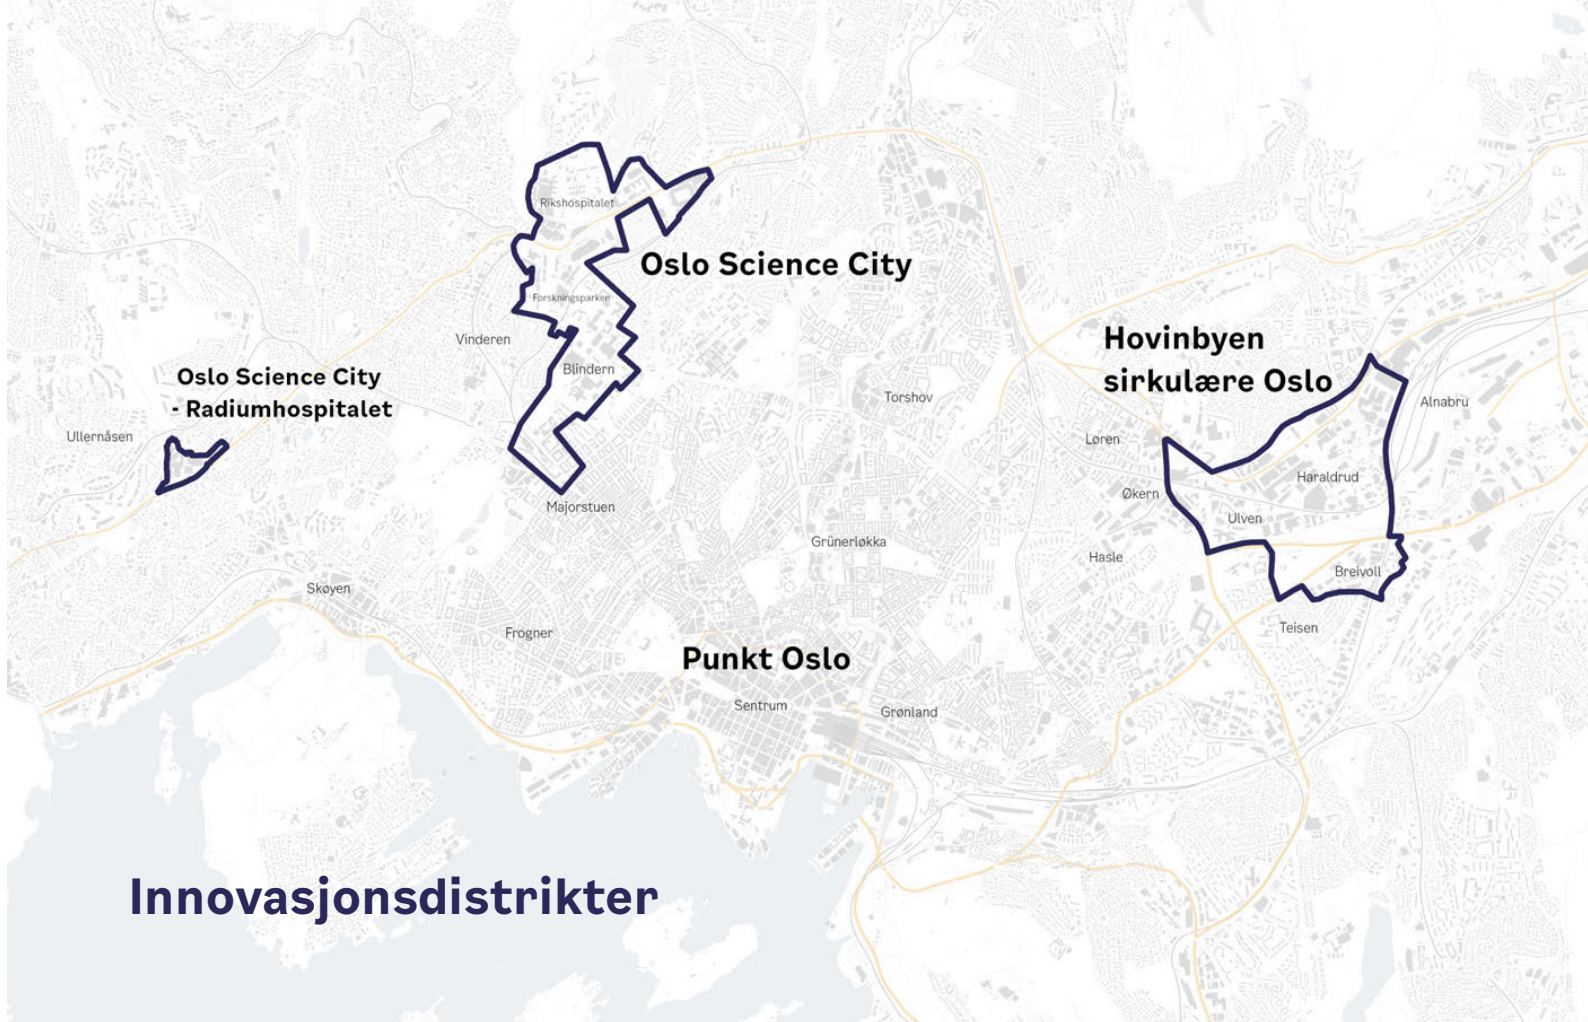 Rikshospitalet
Oslo Science City
Forskningsparken
Vinderen
Hovinbyen
sirkulære Oslo
Blindern
Oslo Science City
- Radiumhospitalet
Torshov
Alnabru
Ullernåsen
Løren
Haraldrud
Økern
Majorstuen
Ulven
Grünerløkka
Hasle
Breivoll
Skøyen
Frogner
Teisen
Punkt Oslo
Sentrum
Grønland
Innovasjonsdistrikter